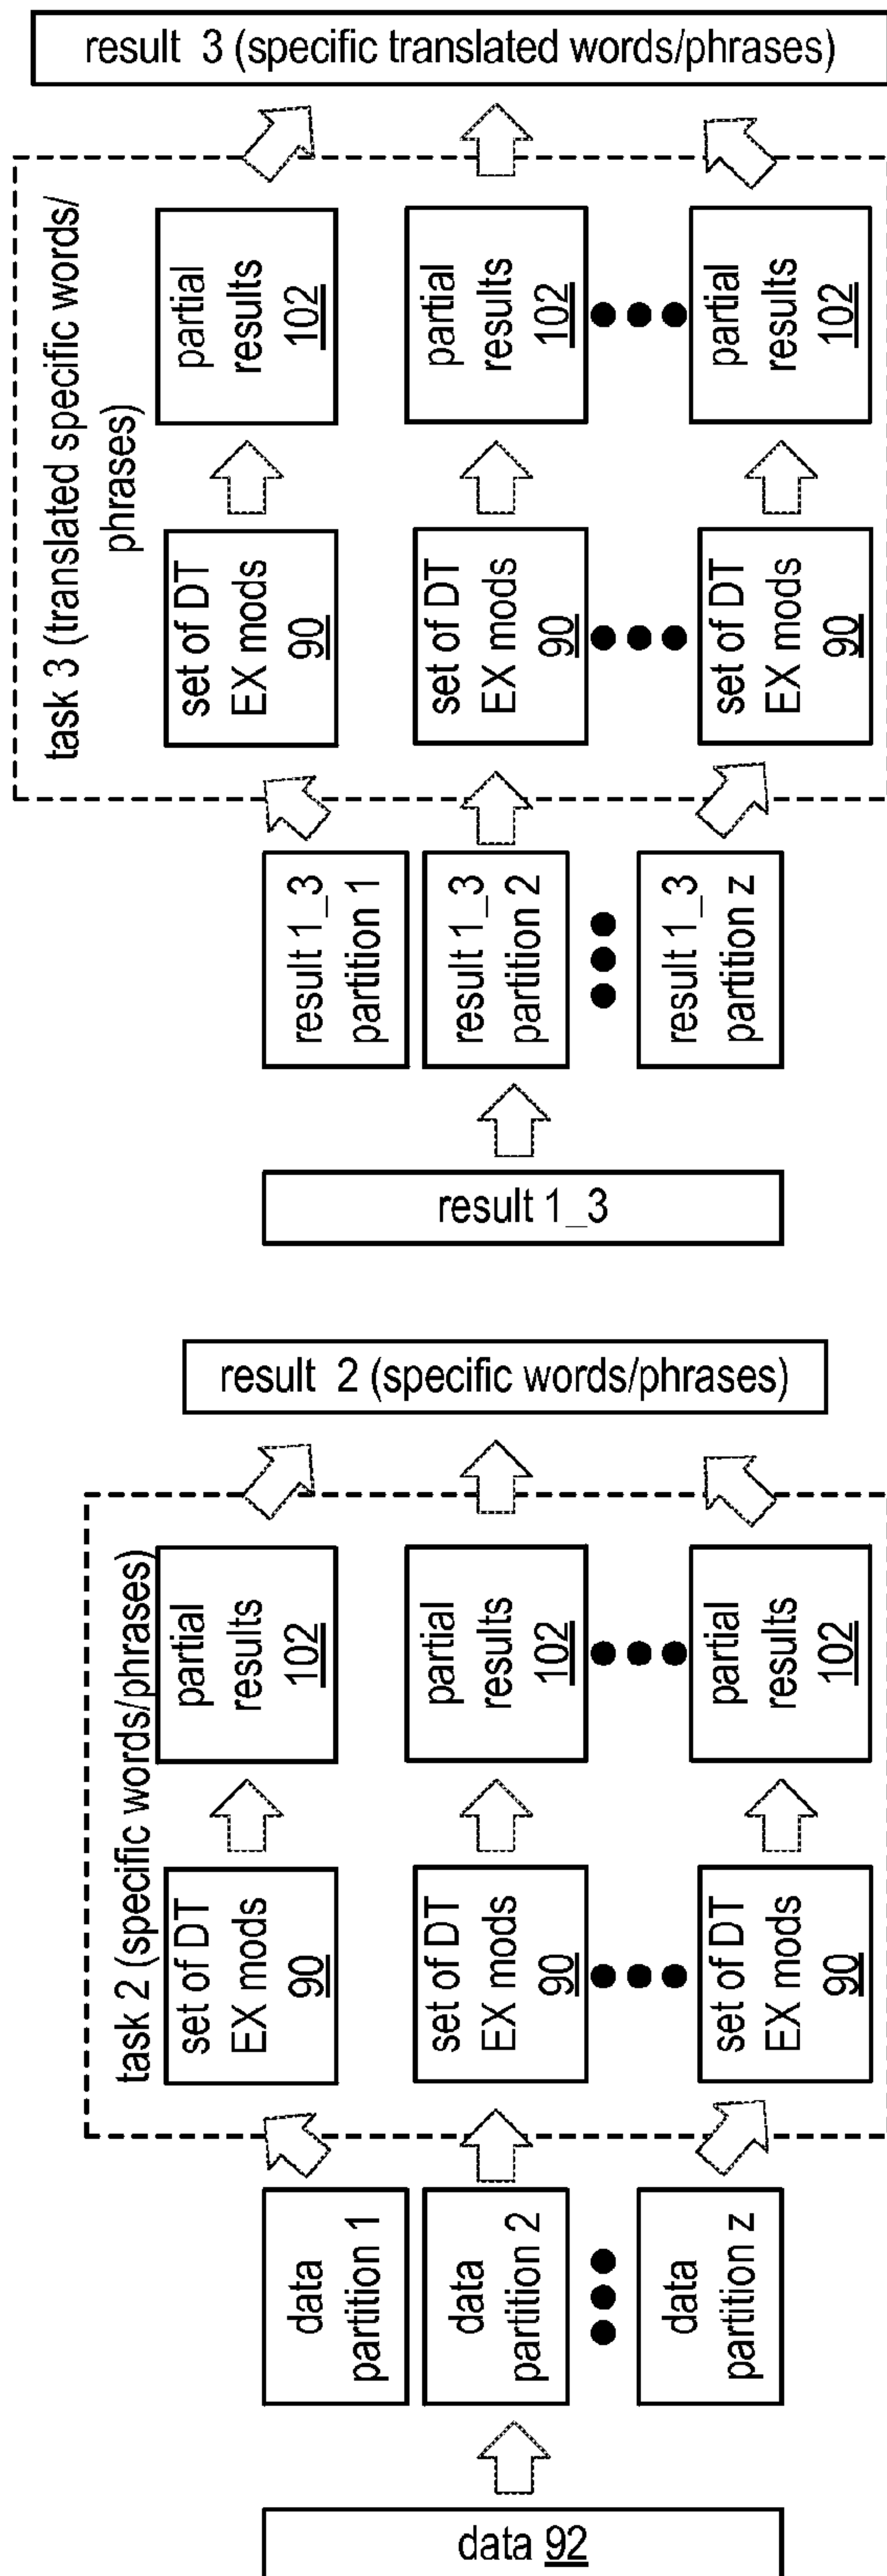 data 92
data
partition 1
data
partition 2
data
partition z
task 2 (specific words/phrases)
set of DT
EX mods
90
partial
results
102
set of DT
EX mods
90
partial
results
102
set of DT
EX mods
90
partial
results
102
result 2 (specific words/phrases)
result 1_3
result 1_3
partition 1
result 1_3
partition 2
result 1_3
partition z
task 3 (translated specific words/
phrases)
set of DT
EX mods
90
partial
results
102
set of DT
EX mods
90
partial
results
102
set of DT
EX mods
90
partial
results
102
result 3 (specific translated words/phrases)